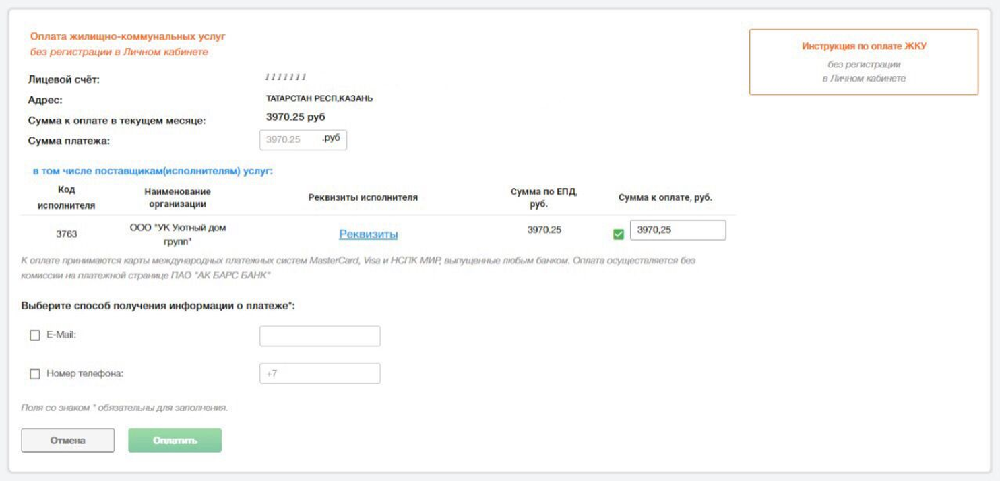 Оплата жилищно-коммунальных услуг
без регистрации в Личном кабинете
Инструкция по оплате ЖКУ
без регистрации
в Личном кабинете
Лицевой счёт: 1111111
Адрес: ТАТАРСТАН РЕСП,КАЗАНЬ
Сумма к оплате в текущем месяце: 3970.25 руб
Сумма платежа: 3970.25 .руб
в том числе поставщикам(исполнителям) услуг:
Код
исполнителя
Наименование
организации
Реквизиты исполнителя
Сумма по ЕПД,
руб.
Сумма к оплате, руб.
3763
ООО "УК Уютный дом
групп"
Реквизиты
3970.25
3970,25
К оплате принимаются карты международных платежных систем MasterCard, Visa и НСПК МИР, выпущенные любым банком. Оплата осуществляется без
комиссии на платежной странице ПАО "АК БАРС БАНК"
Выберите способ получения информации о платеже*:
E-Mail:
Номер телефона: +7
Поля со знаком * обязательны для заполнения.
Отмена Оплатить